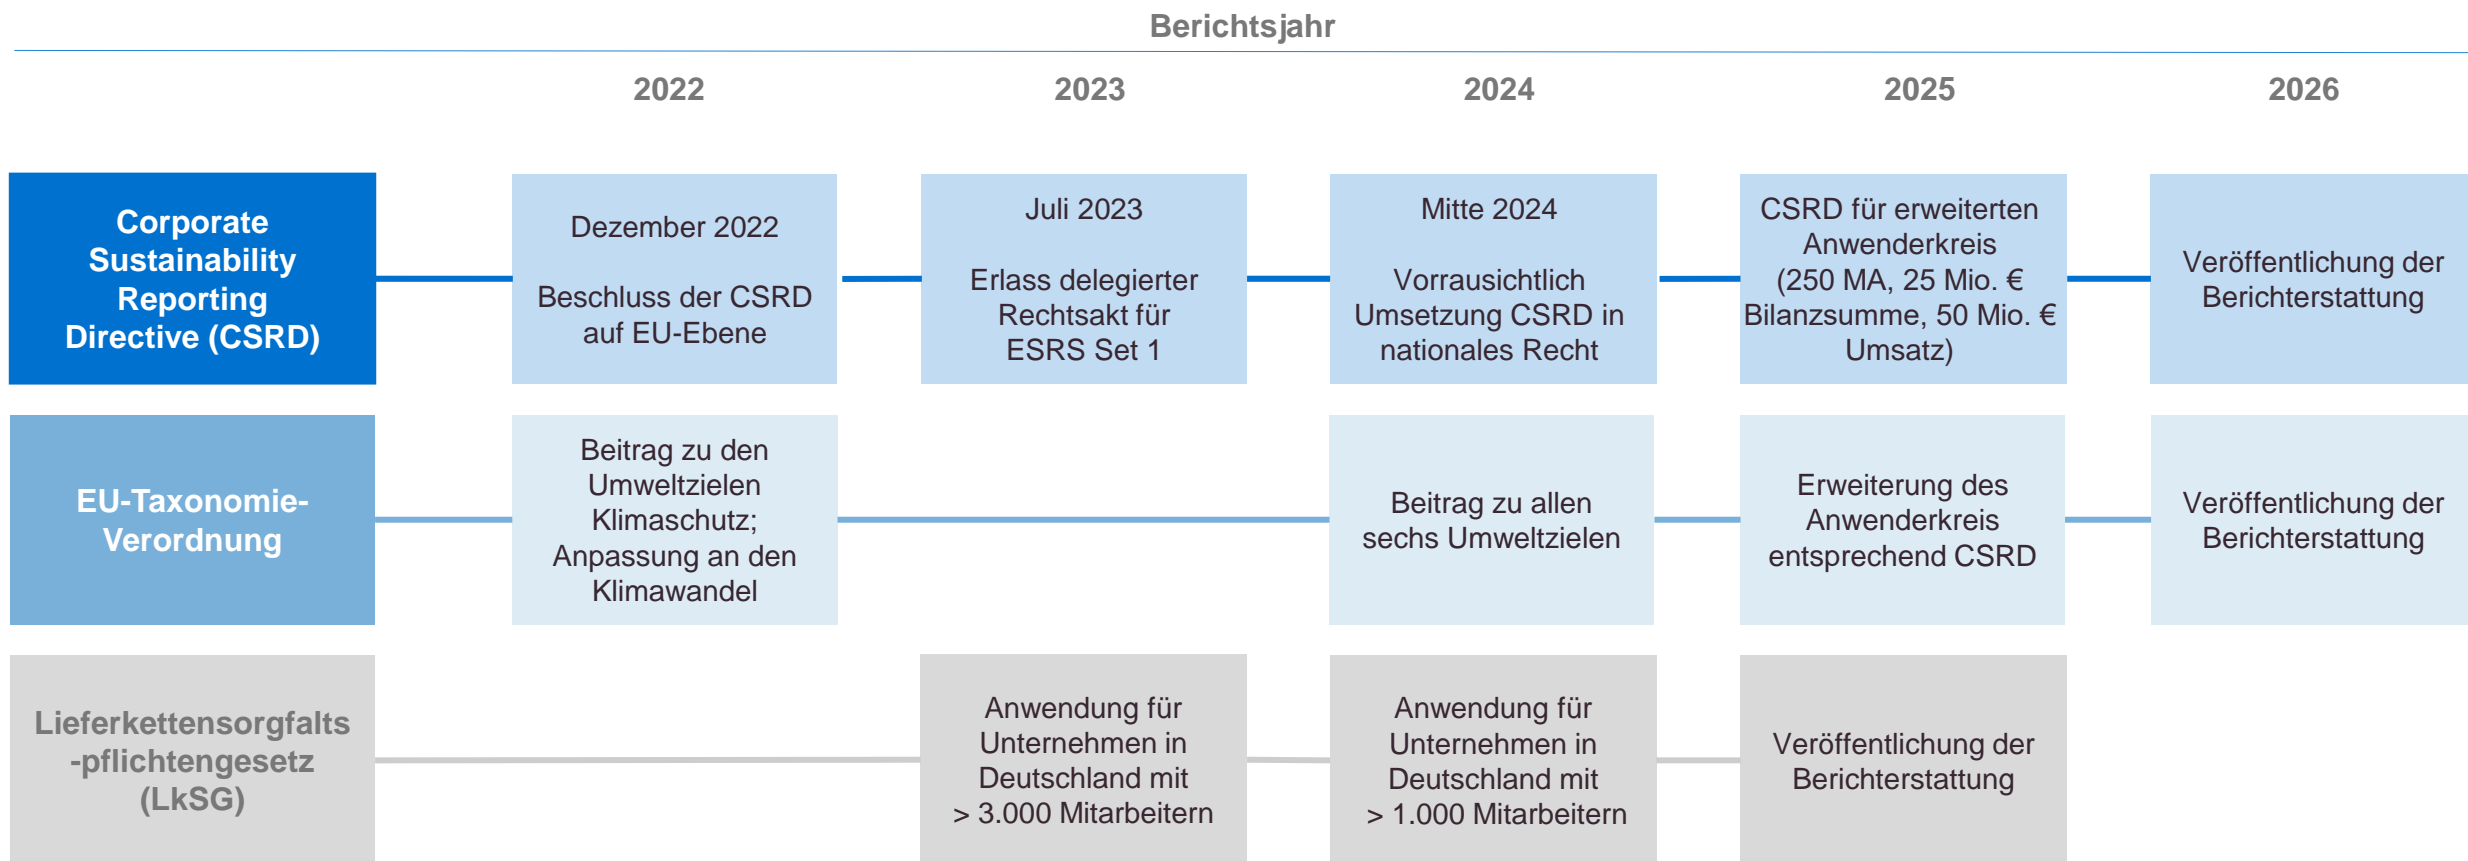 Berichtsjahr
2022
2023
2024
2025
2026
Corporate
Sustainability
Reporting
Directive (CSRD)
Dezember 2022
Beschluss der CSRD
auf EU-Ebene
Juli 2023
Erlass delegierter
Rechtsakt für
ESRS Set 1
Mitte 2024
Vorrausichtlich
Umsetzung CSRD in
nationales Recht
CSRD für erweiterten
Anwenderkreis
(250 MA, 25 Mio. €
Bilanzsumme, 50 Mio. €
Umsatz)
Veröffentlichung der
Berichterstattung
EU-Taxonomie-
Verordnung
Beitrag zu den
Umweltzielen
Klimaschutz;
Anpassung an den
Klimawandel
Beitrag zu allen
sechs Umweltzielen
Erweiterung des
Anwenderkreis
entsprechend CSRD
Veröffentlichung der
Berichterstattung
Lieferkettensorgfalts
-pflichtengesetz
(LkSG)
Anwendung für
Unternehmen in
Deutschland mit
> 3.000 Mitarbeitern
Anwendung für
Unternehmen in
Deutschland mit
> 1.000 Mitarbeitern
Veröffentlichung der
Berichterstattung